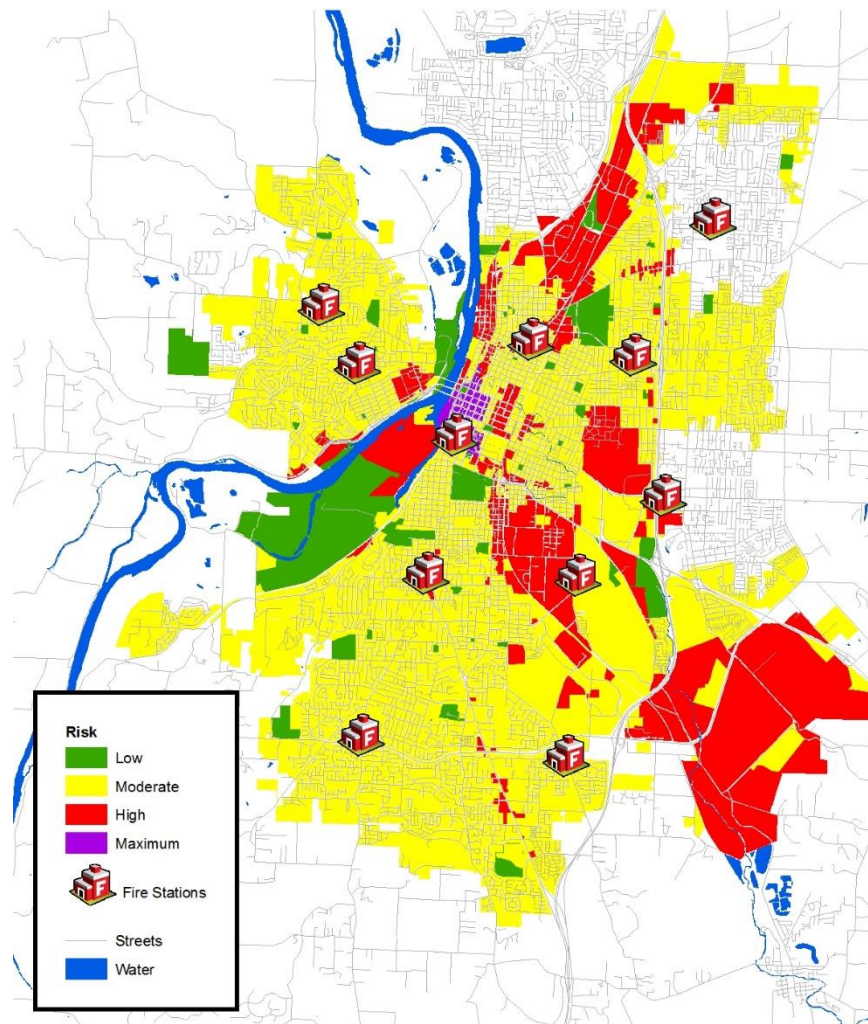 Risk
Low
Moderate
High
Maximum
F Fire Stations
Streets
Water
F
F
F
F
F
F
F
F
F
F
F